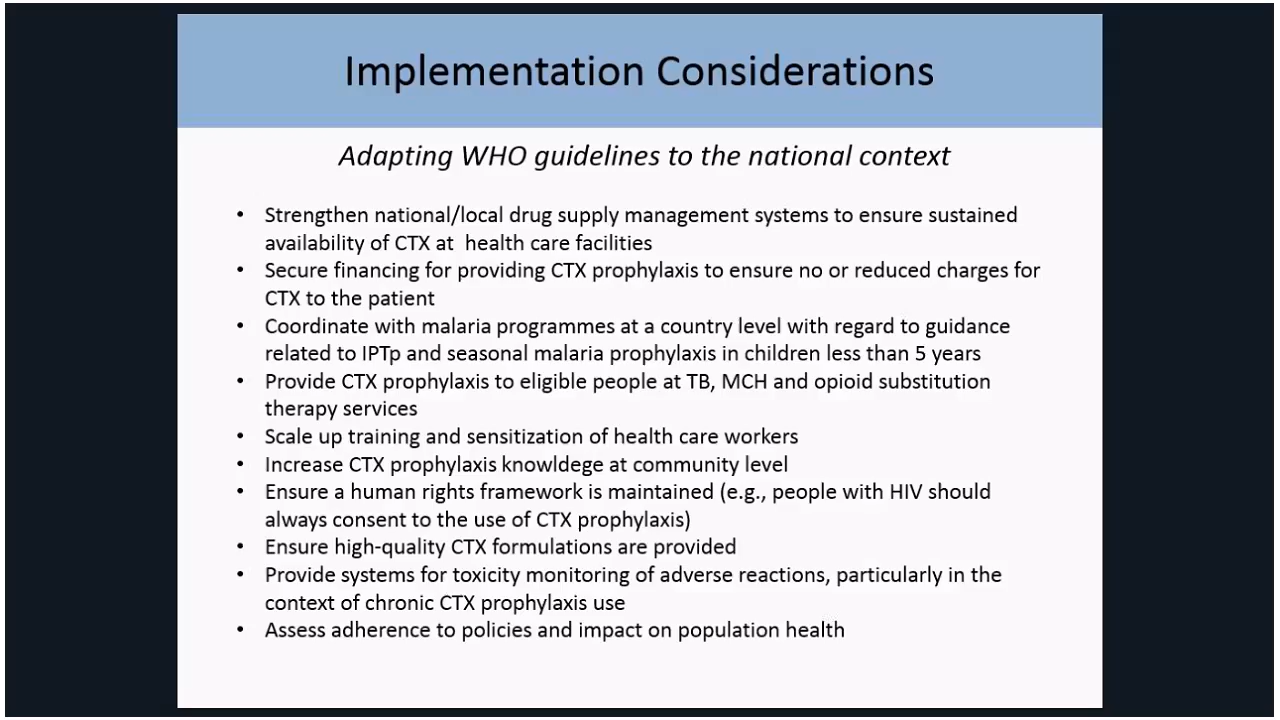 Implementation Considerations
Adapting WHO guidelines to the national context
• Strengthen national/local drug supply management systems to ensure sustained
availability of CTX at  health care facilities
• Secure financing for providing CTX prophylaxis to ensure no or reduced charges for
CTX to the patient
• Coordinate with malaria programmes at a country level with regard to guidance
related to IPTp and seasonal malaria prophylaxis in children less than 5 years
• Provide CTX prophylaxis to eligible people at TB, MCH and opioid substitution
therapy services
• Scale up training and sensitization of health care workers
• Increase CTX prophylaxis knowldege at community level
• Ensure a human rights framework is maintained (e.g., people with HIV should
always consent to the use of CTX prophylaxis)
• Ensure high-quality CTX formulations are provided
• Provide systems for toxicity monitoring of adverse reactions, particularly in the
context of chronic CTX prophylaxis use
• Assess adherence to policies and impact on population health